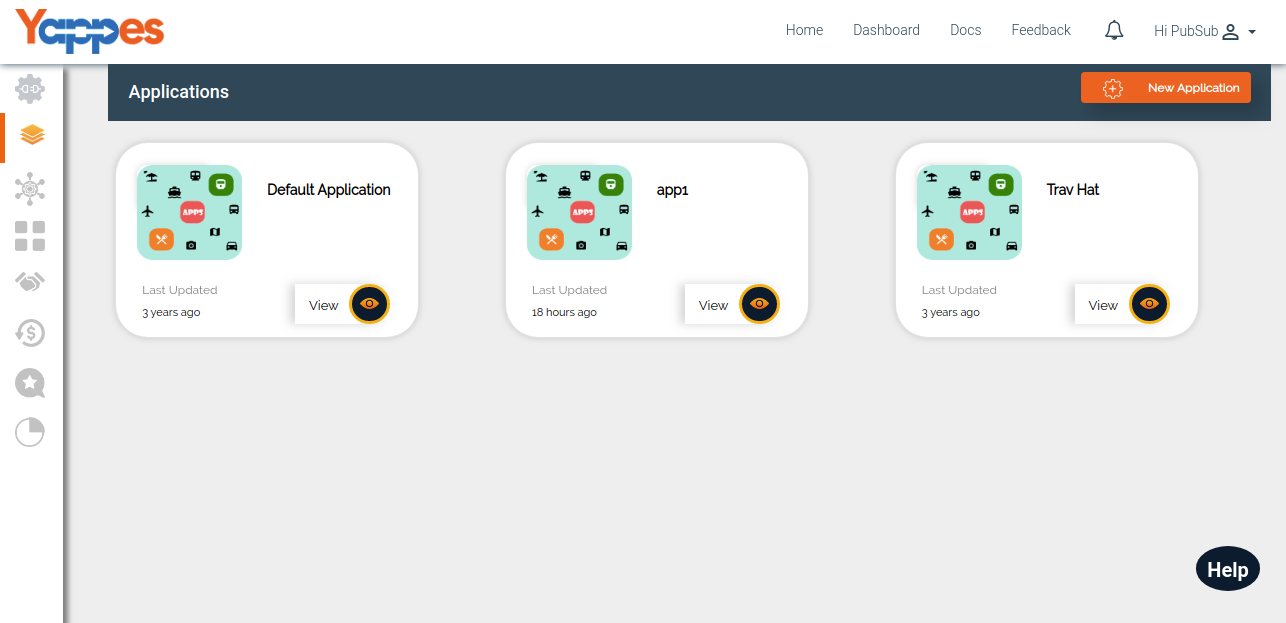 Yappes
Home Dashboard Docs Feedback Hi PubSub
Applications
New Application
APPS
Default Application
Last Updated
3 years ago
View
APPS
app1
Last Updated
18 hours ago
View
APPS
Trav Hat
Last Updated
3 years ago
View
Help